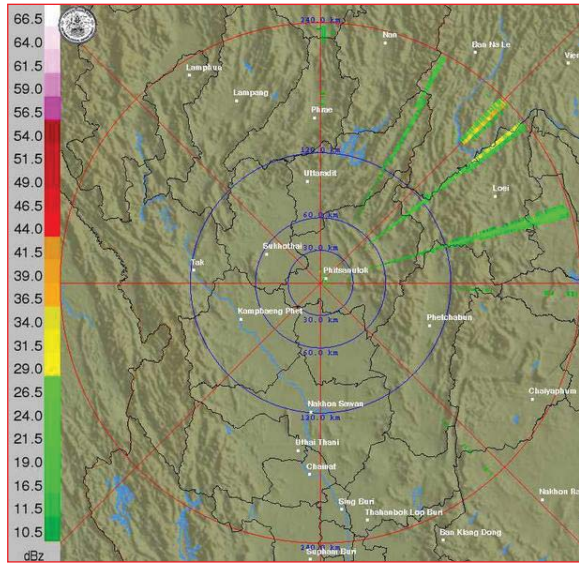 66.5
64.0
61.5
59.0
56.5
54.0
51.5
49.0
46.5
44.0
41.5
39.0
36.5
34.0
31.5
29.0
26.5
24.0
21.5
19.0
16.5
14.0
11.5
10.5
dBz
240.0 km
Nan
Ban Na Le
Lamphun
Lampang
Phrae
120.0 km
Uttaradit
Loei
60.0 km
Sukhothai
30.0 km
Tak
Phitsanulok
Kamphaeng Phet
30.0 km
Phetchabun
60.0 km
Chaiyaphum
Nakhon Sawan
120.0 km
Uthai Thani
Chainat
Sing Buri
Thahanbok Lop Buri
Ban Klang Dong
240.0 km
Suphan Buri